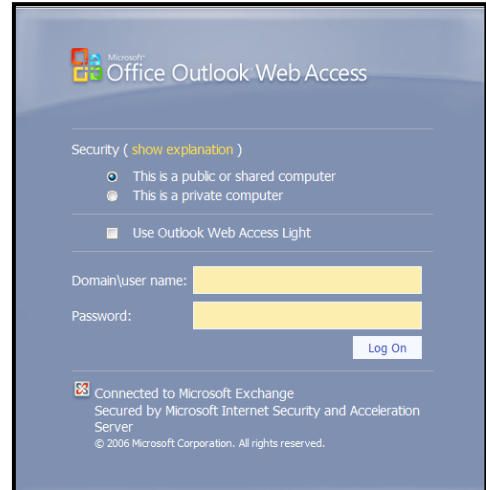 Microsoft®
Office Outlook Web Access
Security ( show explanation )
This is a public or shared computer
This is a private computer
Use Outlook Web Access Light
Domain\user name:
Password:
Log On
Connected to Microsoft Exchange
Secured by Microsoft Internet Security and Acceleration
Server
© 2006 Microsoft Corporation. All rights reserved.